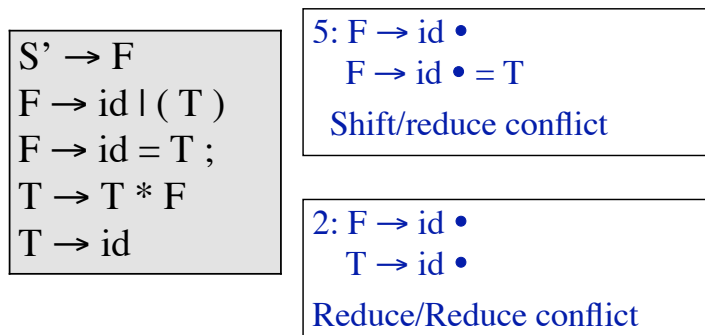 S’ → F
F → id | ( T )
F → id = T ;
T → T * F
T → id
5: F → id •
F → id • = T
Shift/reduce conflict
2: F → id •
T → id •
Reduce/Reduce conflict